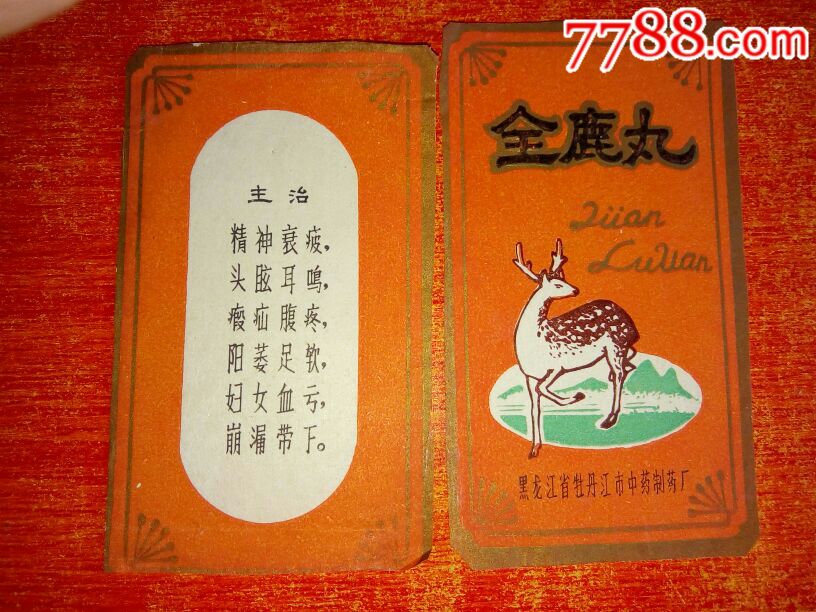 主治
精神衰疲，
头眩耳鸣，
瘕疝腹疼，
阳萎足软，
妇女血亏，
崩漏带下。
7788.com
全鹿丸
Qüan
LuWan
黑龙江省牡丹江市中药制药厂